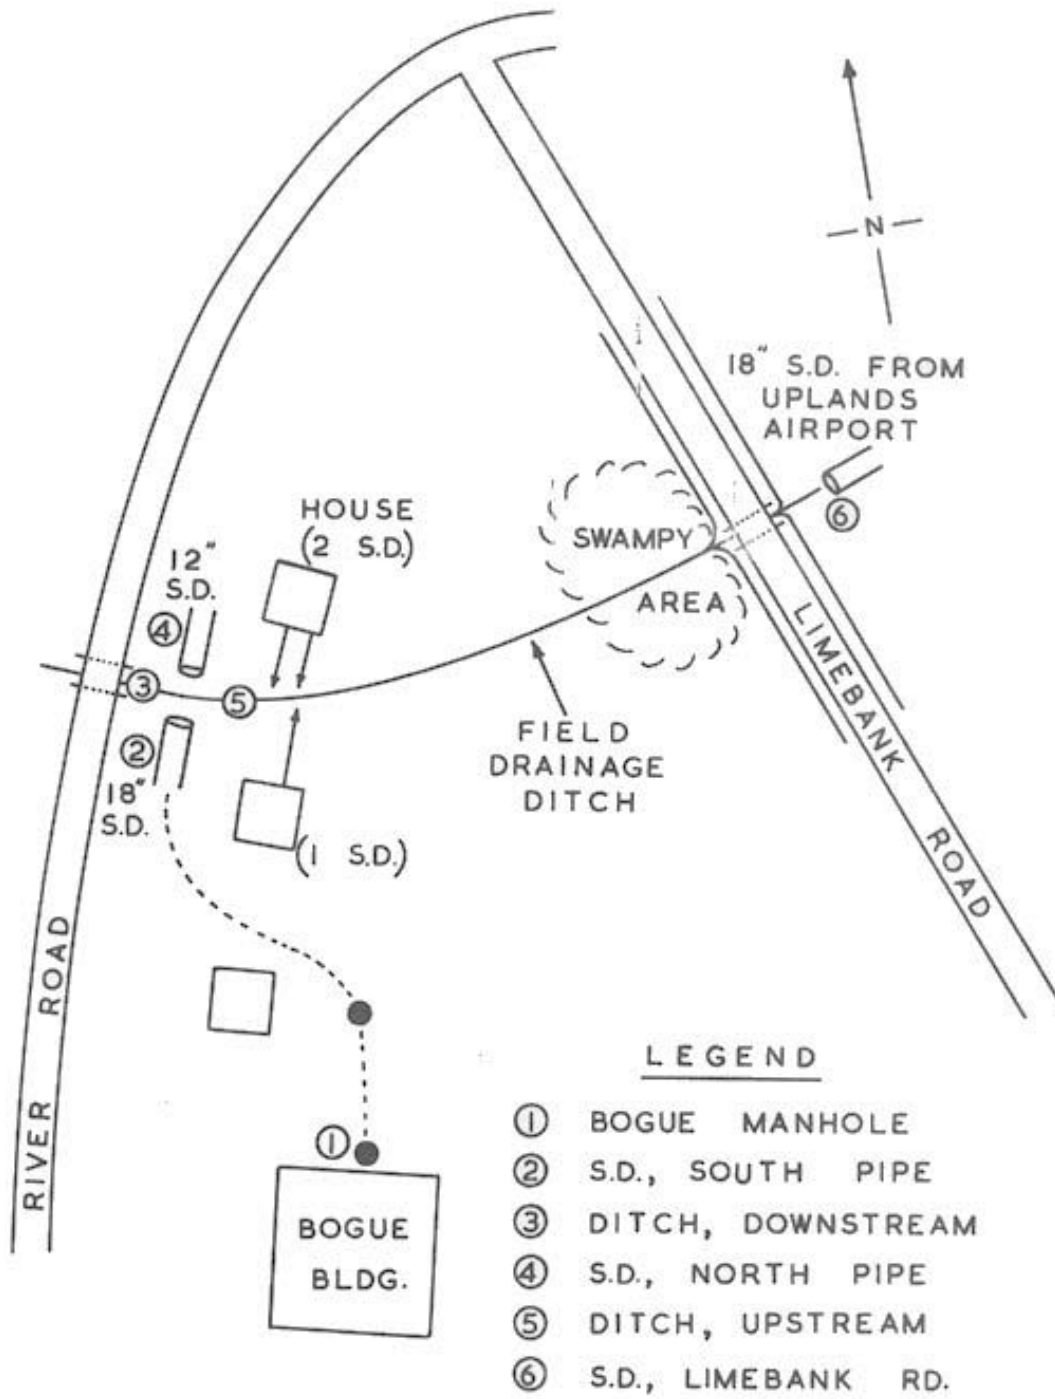 N
18" S.D. FROM
UPLANDS
AIRPORT
⑥
HOUSE
(2 S.D.)
SWAMPY
AREA
12"
S.D.
④
③
⑤
②
18"
S.D.
FIELD
DRAINAGE
DITCH
LIMEBANK ROAD
(1 S.D.)
RIVER ROAD
①
BOGUE
BLDG.
LEGEND
① BOGUE MANHOLE
② S.D., SOUTH PIPE
③ DITCH, DOWNSTREAM
④ S.D., NORTH PIPE
⑤ DITCH, UPSTREAM
⑥ S.D., LIMEBANK RD.